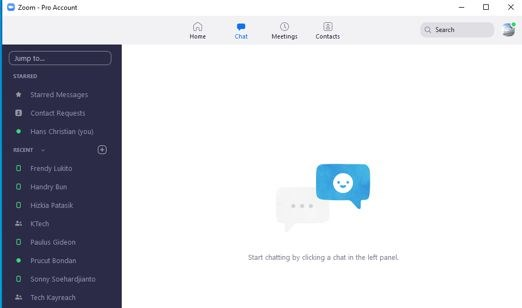 Zoom - Pro Account
Home
Chat
Meetings
Contacts
Search
Jump to...
STARRED
Starred Messages
Contact Requests
Hans Christian (you)
RECENT
Frendy Lukito
Handry Bun
Hizkia Patasik
KTech
Paulus Gideon
Prucut Bondan
Sonny Soehardjianto
Tech Kayreach
Start chatting by clicking a chat in the left panel.